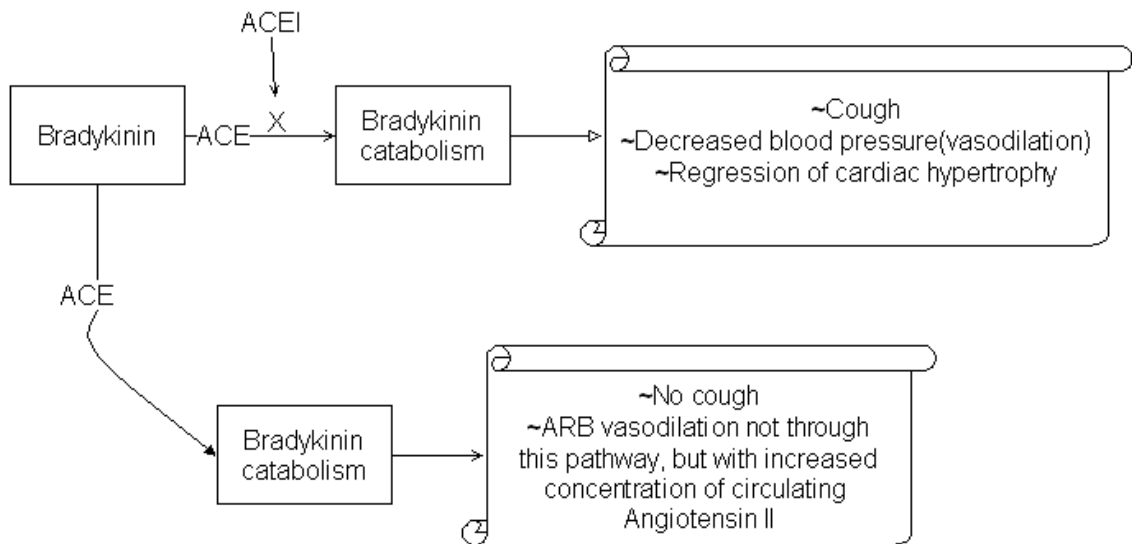 ACEI
Bradykinin
ACE
X
Bradykinin
catabolism
~Cough
~Decreased blood pressure(vasodilation)
~Regression of cardiac hypertrophy
ACE
Bradykinin
catabolism
~No cough
~ARB vasodilation not through
this pathway, but with increased
concentration of circulating
Angiotensin II